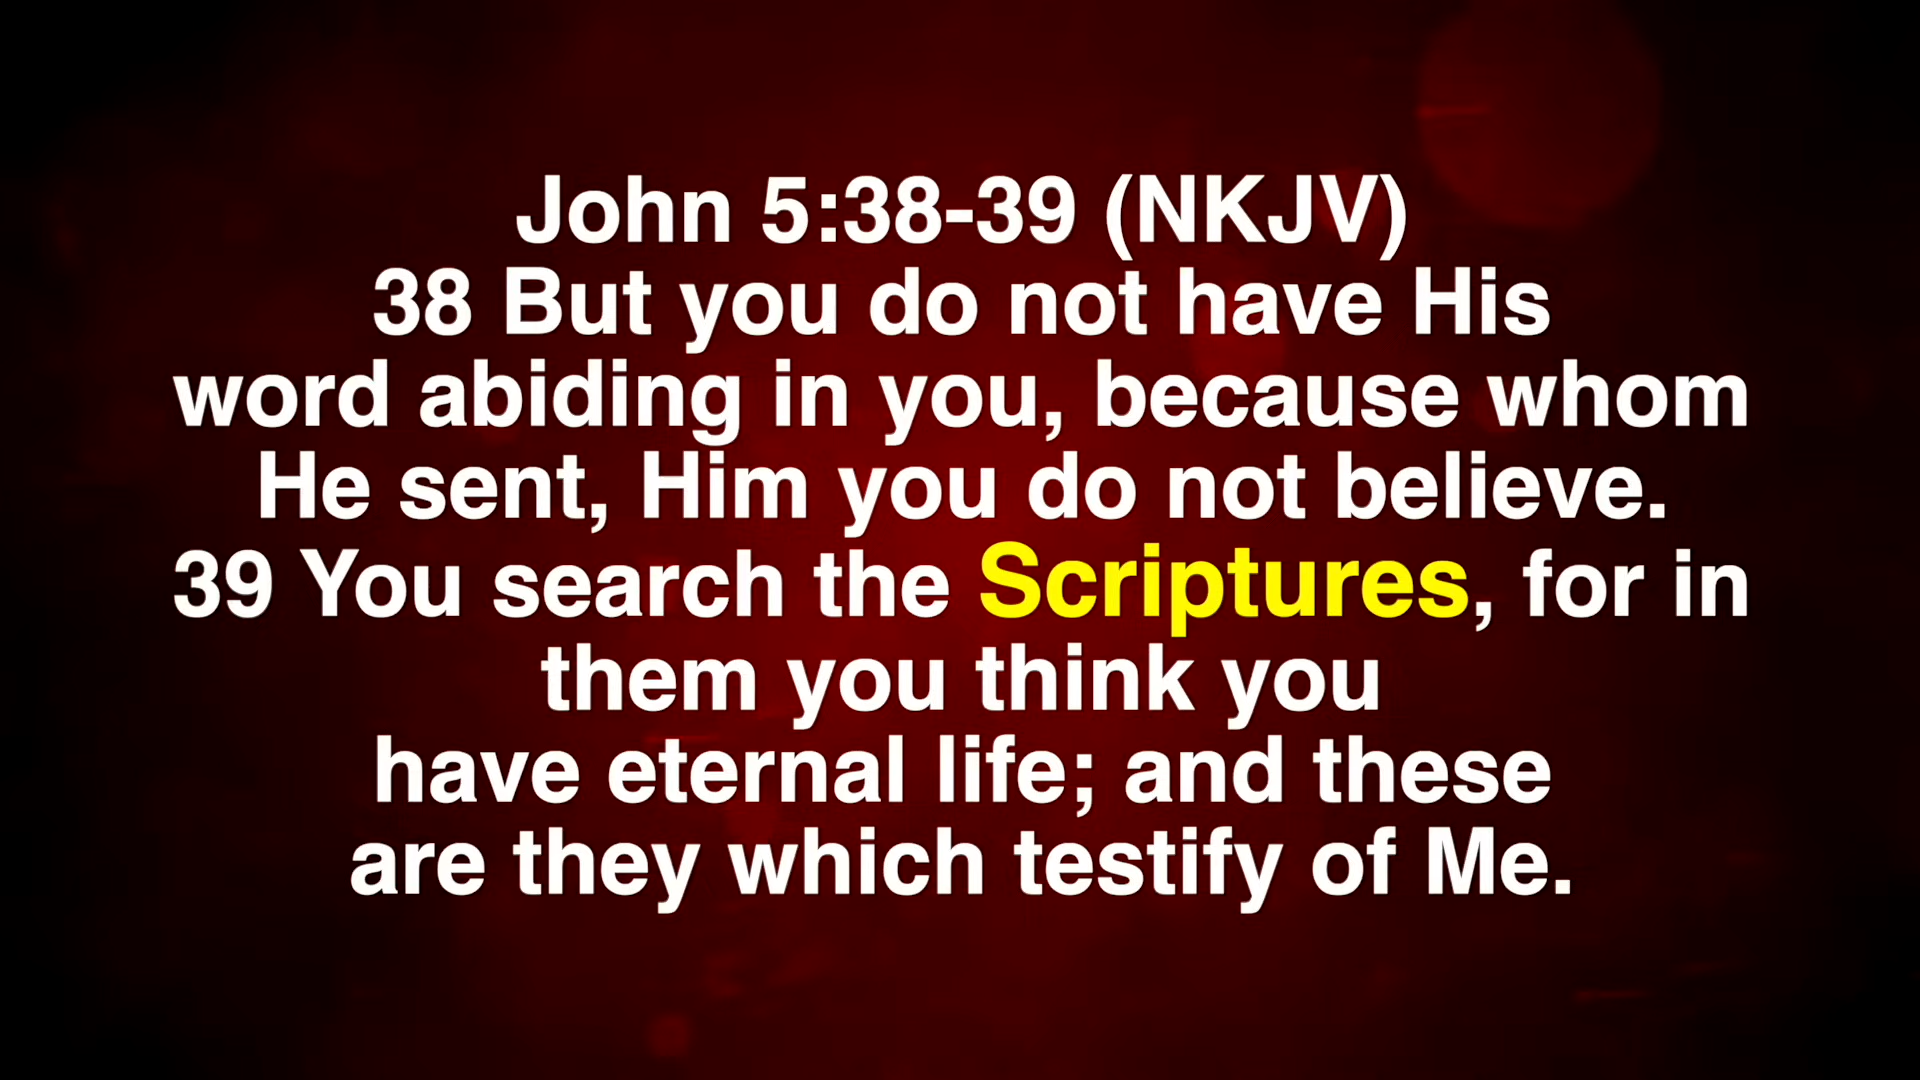 John 5:38-39 (NKJV)
38 But you do not have His
word abiding in you, because whom
He sent, Him you do not believe.
39 You search the Scriptures, for in
them you think you
have eternal life; and these
are they which testify of Me.